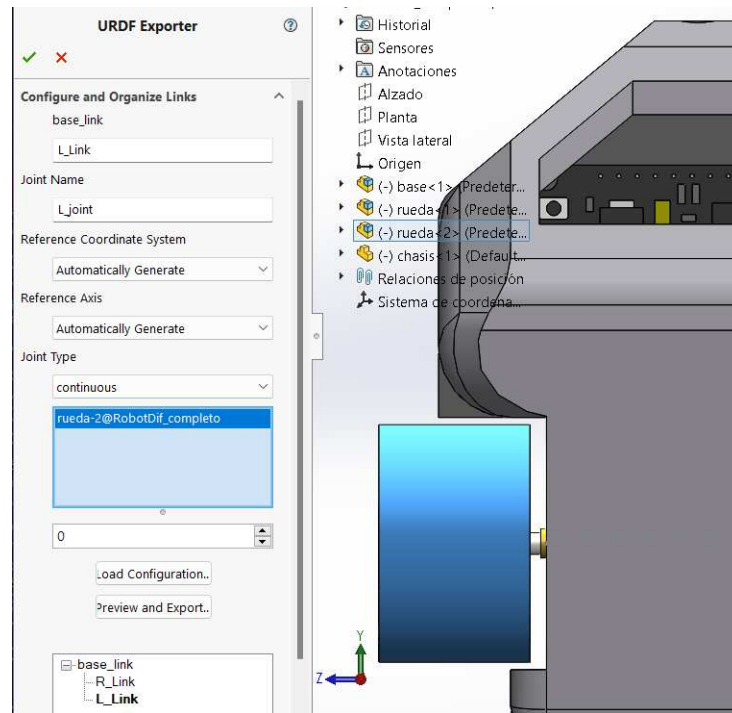 URDF Exporter
Configure and Organize Links
base_link
L_Link
Joint Name
L_joint
Reference Coordinate System
Automatically Generate
Reference Axis
Automatically Generate
Joint Type
continuous
rueda-2@RobotDif_completo
0
Load Configuration..
Preview and Export..
base_link
R_Link
L_Link
Historial
Sensores
Anotaciones
Alzado
Planta
Vista lateral
Origen
(-) base<1> (Predeter...
(-) rueda<1> (Predete...
(-) rueda<2> (Predete...
(-) chasis<1> (Default...
Relaciones de posición
Sistema de coordena...
Y
Z